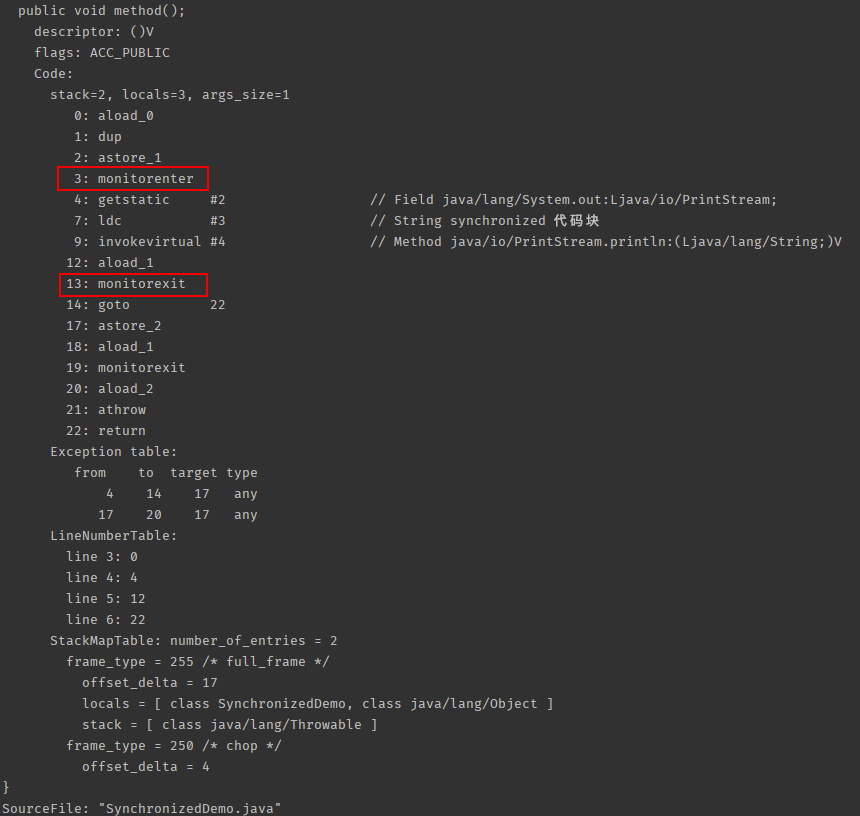 public void method();
descriptor: ()V
flags: ACC_PUBLIC
Code:
stack=2, locals=3, args_size=1
0: aload_0
1: dup
2: astore_1
3: monitorenter
4: getstatic #2 // Field java/lang/System.out:Ljava/io/PrintStream;
7: ldc #3 // String synchronized 代码块
9: invokevirtual #4 // Method java/io/PrintStream.println:(Ljava/lang/String;)V
12: aload_1
13: monitorexit
14: goto 22
17: astore_2
18: aload_1
19: monitorexit
20: aload_2
21: athrow
22: return
Exception table:
from to target type
4 14 17 any
17 20 17 any
LineNumberTable:
line 3: 0
line 4: 4
line 5: 12
line 6: 22
StackMapTable: number_of_entries = 2
frame_type = 255 /* full_frame */
offset_delta = 17
locals = [ class SynchronizedDemo, class java/lang/Object ]
stack = [ class java/lang/Throwable ]
frame_type = 250 /* chop */
offset_delta = 4
}
SourceFile: "SynchronizedDemo.java"